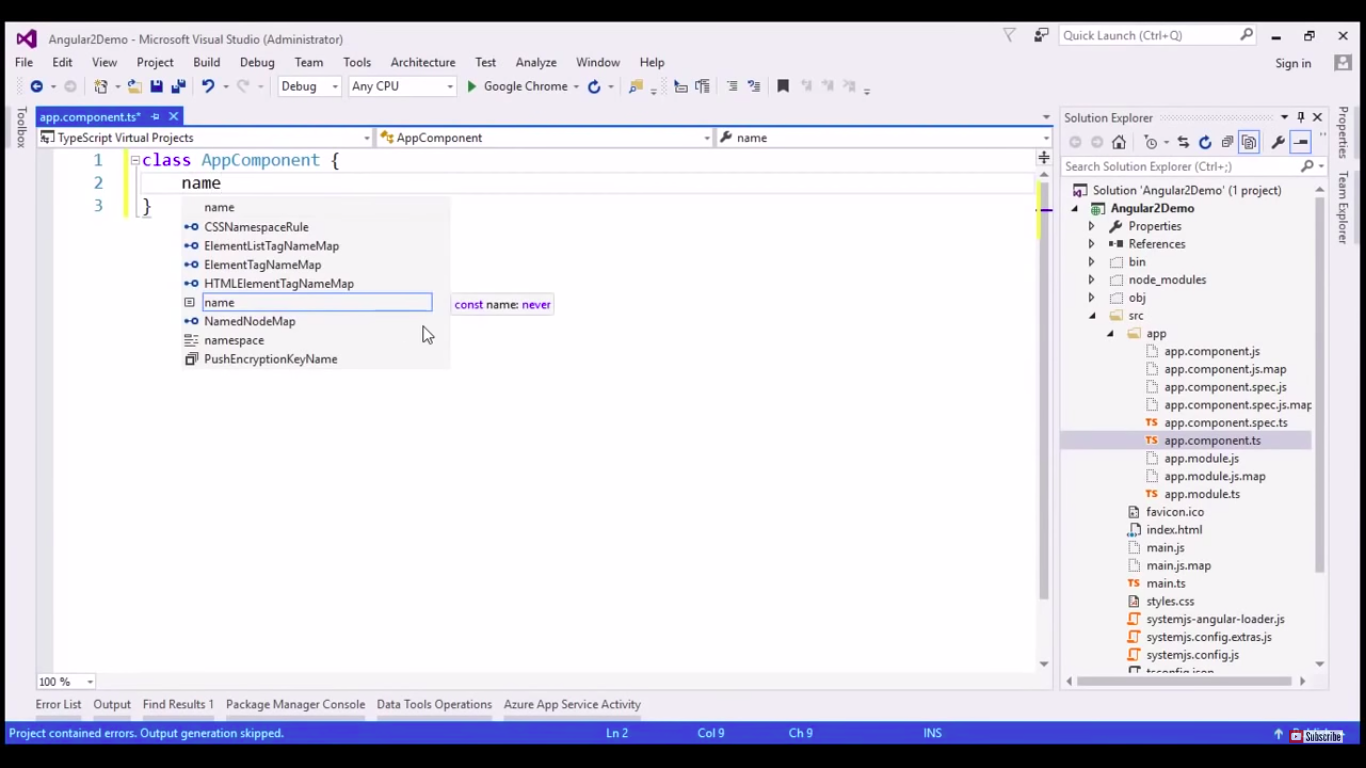 Angular2Demo - Microsoft Visual Studio (Administrator)
Quick Launch (Ctrl+Q)
File Edit View Project Build Debug Team Tools Architecture Test Analyze Window Help
Sign in
Debug Any CPU Google Chrome
Toolbox
app.component.ts*
TypeScript Virtual Projects
AppComponent
name
1 class AppComponent {
2 name
3 }
name
CSSNamespaceRule
ElementListTagNameMap
ElementTagNameMap
HTMLElementTagNameMap
name
const name: never
NamedNodeMap
namespace
PushEncryptionKeyName
100 %
Solution Explorer
Search Solution Explorer (Ctrl+;)
Solution 'Angular2Demo' (1 project)
Angular2Demo
Properties
References
bin
node_modules
obj
src
app
app.component.js
app.component.js.map
app.component.spec.js
app.component.spec.js.map
app.component.spec.ts
app.component.ts
app.module.js
app.module.js.map
app.module.ts
favicon.ico
index.html
main.js
main.js.map
main.ts
styles.css
systemjs-angular-loader.js
systemjs.config.extras.js
systemjs.config.js
tsconfig.json
Properties
Team Explorer
Error List Output Find Results 1 Package Manager Console Data Tools Operations Azure App Service Activity
Project contained errors. Output generation skipped.
Ln 2 Col 9 Ch 9 INS
Subscribe